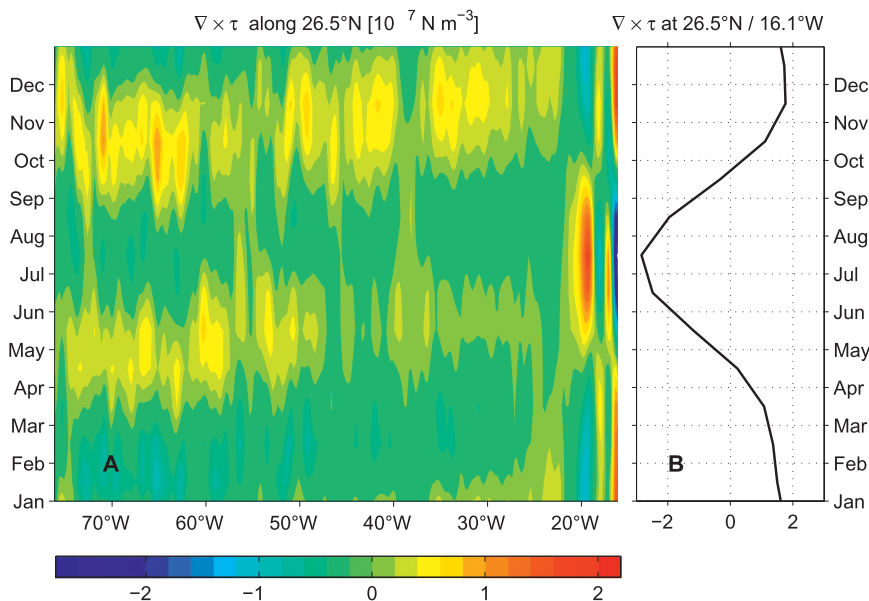 ∇ × τ along 26.5°N [10 7 N m−3]
∇ × τ at 26.5°N / 16.1°W
Dec
Nov
Oct
Sep
Aug
Jul
Jun
May
Apr
Mar
Feb
Jan
A
70°W 60°W 50°W 40°W 30°W 20°W
B
−2 0 2
Dec
Nov
Oct
Sep
Aug
Jul
Jun
May
Apr
Mar
Feb
Jan
−2 −1 0 1 2